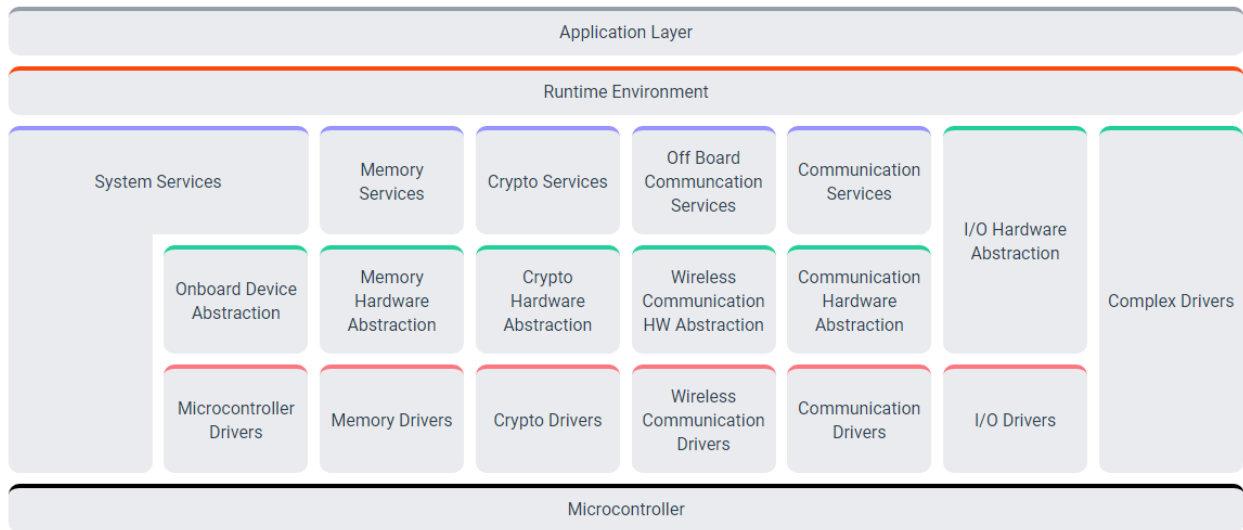 Application Layer
Runtime Environment
System Services
Memory
Services
Crypto Services
Off Board
Communcation
Services
Communication
Services
I/O Hardware
Abstraction
Complex Drivers
Onboard Device
Abstraction
Memory
Hardware
Abstraction
Crypto
Hardware
Abstraction
Wireless
Communication
HW Abstraction
Communication
Hardware
Abstraction
Microcontroller
Drivers
Memory Drivers
Crypto Drivers
Wireless
Communication
Drivers
Communication
Drivers
I/O Drivers
Microcontroller